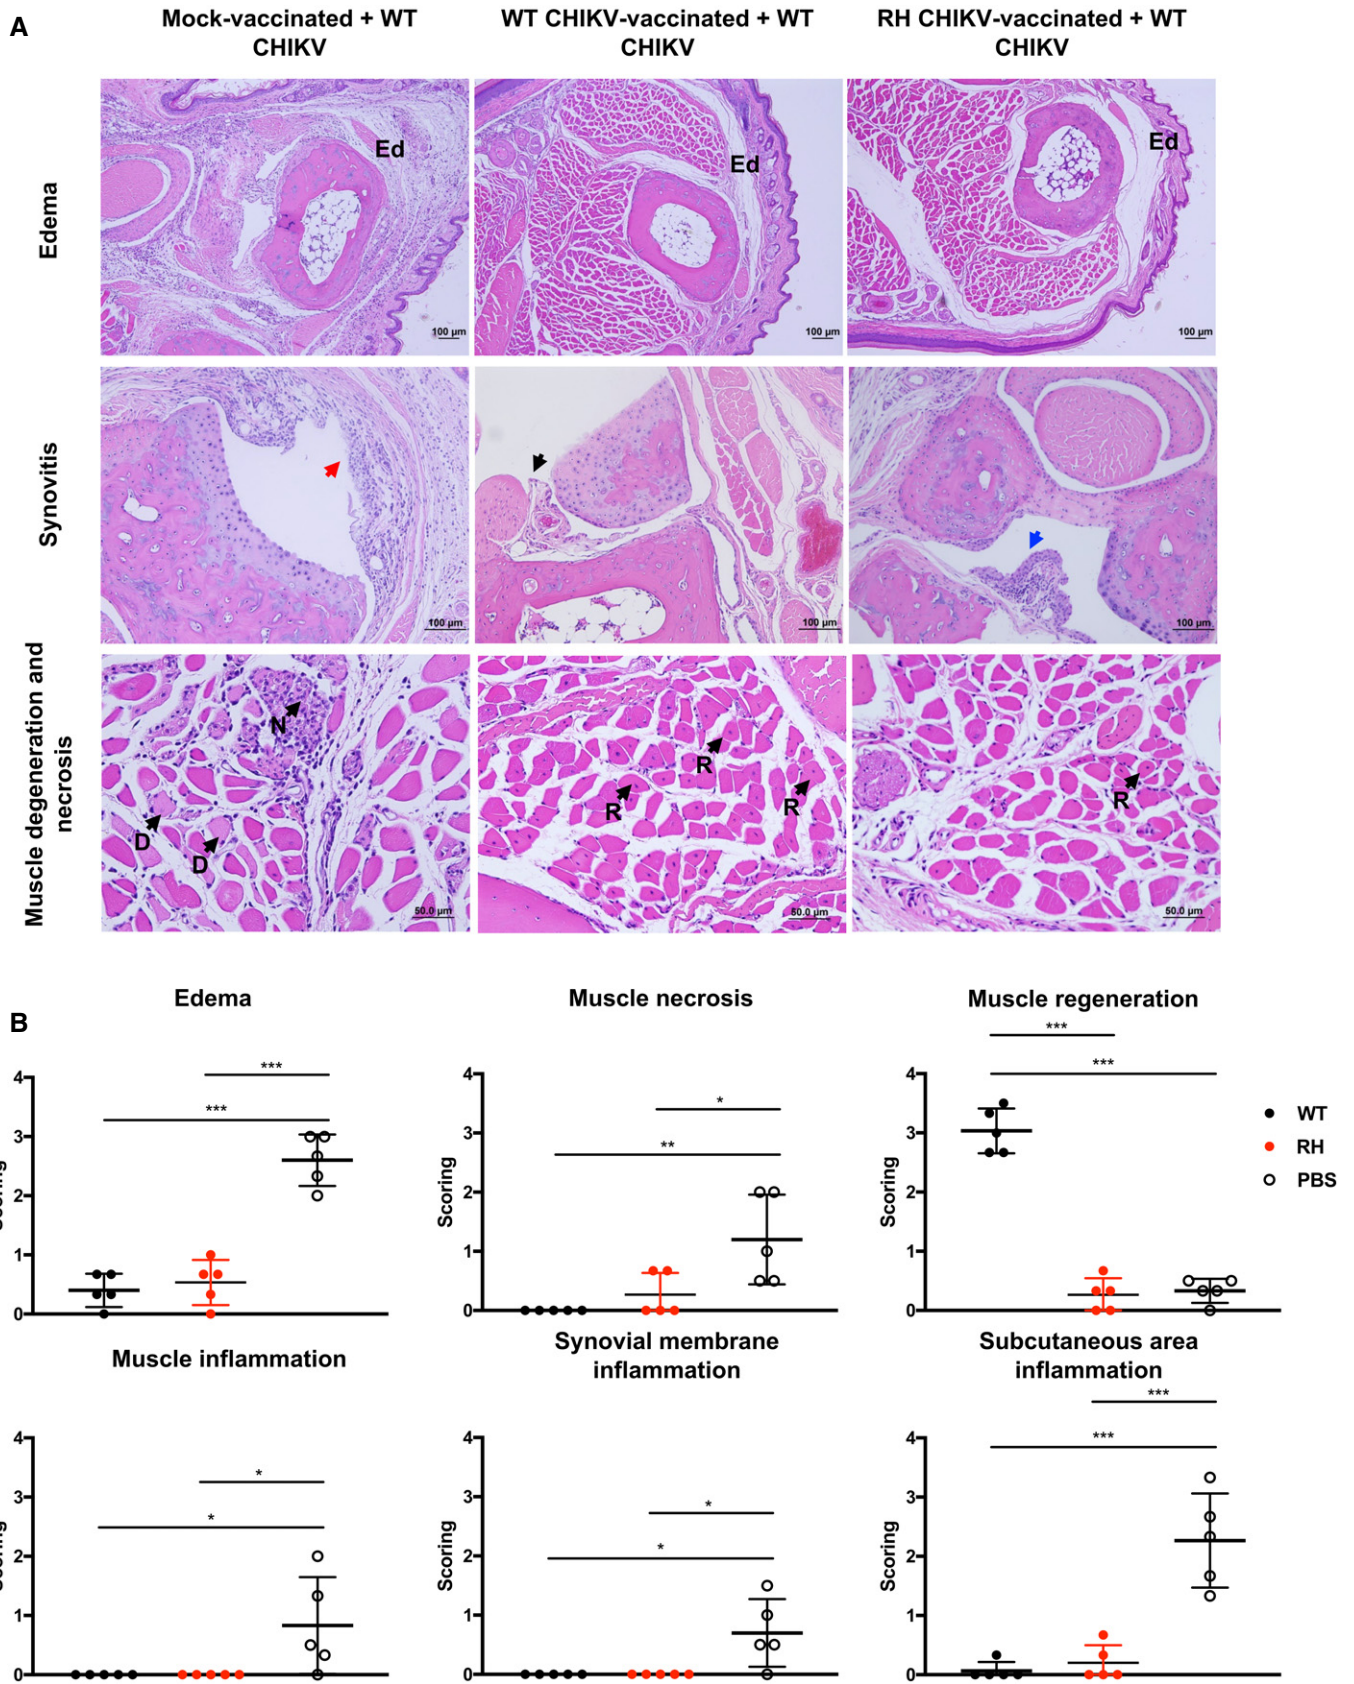 A
Mock-vaccinated + WT
CHIKV
WT CHIKV-vaccinated + WT
CHIKV
RH CHIKV-vaccinated + WT
CHIKV
Edema
Ed
100 µm
Ed
100 µm
Ed
100 µm
Synovitis
100 µm
100 µm
100 µm
Muscle degeneration and
necrosis
N
D
D
50.0 µm
R
R
R
50.0 µm
R
50.0 µm
B
Edema
***
***
4
3
2
1
0
Muscle necrosis
*
**
Scoring
4
3
2
1
0
Muscle regeneration
***
***
Scoring
4
3
2
1
0
WT
RH
PBS
Muscle inflammation
*
*
4
3
2
1
0
Synovial membrane
inflammation
*
*
Scoring
4
3
2
1
0
Subcutaneous area
inflammation
***
***
Scoring
4
3
2
1
0